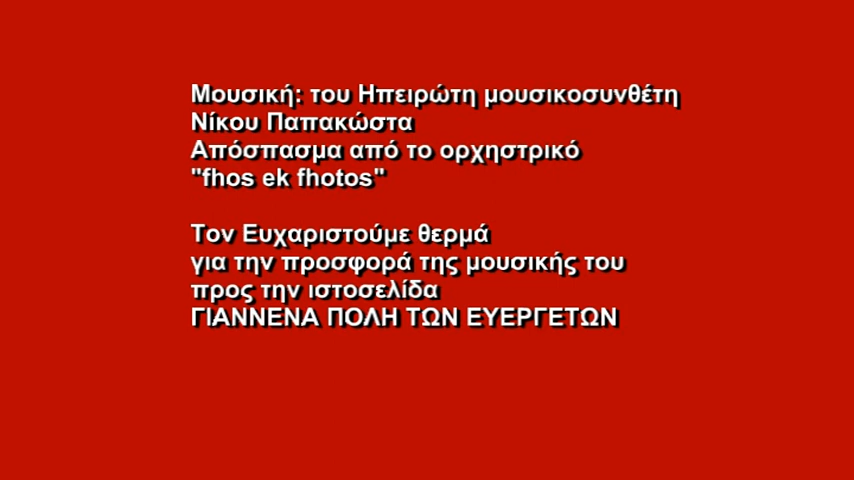 Μουσική: του Ηπειρώτη μουσικοσυνθέτη
Νίκου Παπακώστα
Απόσπασμα από το ορχηστρικό
"fhos ek fhotos"
Τον Ευχαριστούμε θερμά
για την προσφορά της μουσικής του
προς την ιστοσελίδα
ΓΙΑΝΝΕΝΑ ΠΟΛΗ ΤΩΝ ΕΥΕΡΓΕΤΩΝ